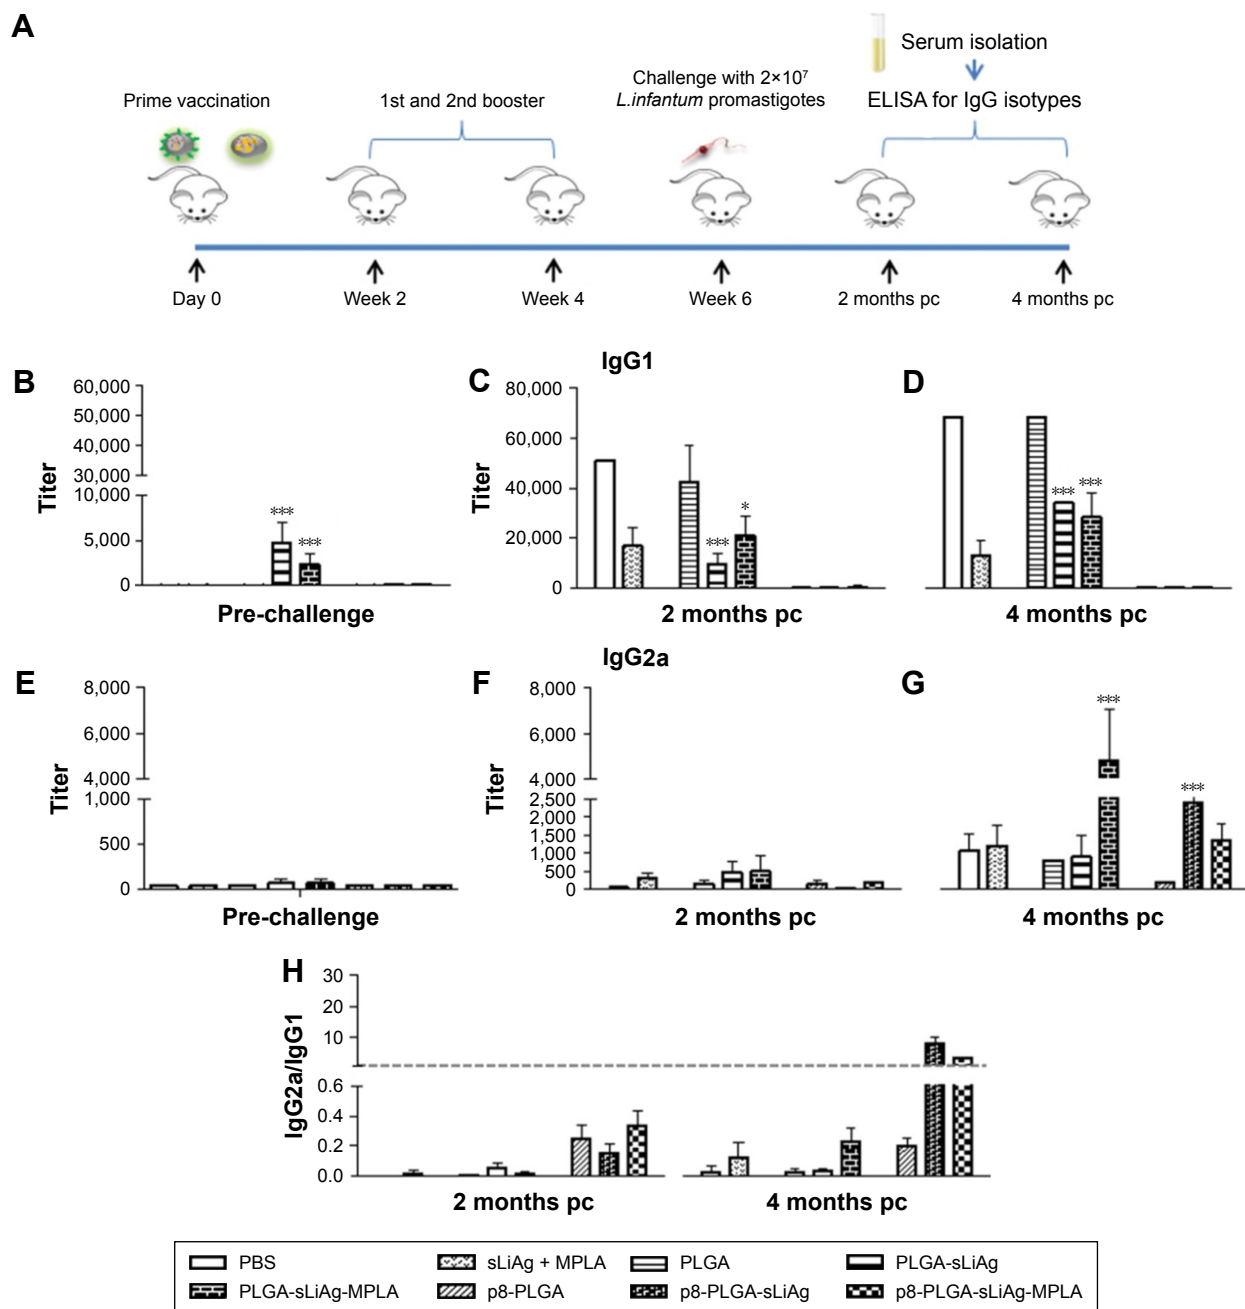 A
Serum isolation
Prime vaccination
1st and 2nd booster
Challenge with 2×10⁷
L.infantum promastigotes
ELISA for IgG isotypes
Day 0
Week 2
Week 4
Week 6
2 months pc
4 months pc
IgG1
B
Titer
60,000
50,000
40,000
30,000
10,000
5,000
0
***
***
Pre-challenge
C
Titer
80,000
60,000
40,000
20,000
0
***
*
2 months pc
D
***
***
4 months pc
IgG2a
E
Titer
8,000
6,000
4,000
1,000
500
0
Pre-challenge
F
Titer
8,000
6,000
4,000
2,500
2,000
1,500
1,000
500
0
2 months pc
G
***
***
4 months pc
H
IgG2a/IgG1
30
20
10
0.6
0.4
0.2
0.0
2 months pc
4 months pc
PBS
sLiAg + MPLA
PLGA
PLGA-sLiAg
PLGA-sLiAg-MPLA
p8-PLGA
p8-PLGA-sLiAg
p8-PLGA-sLiAg-MPLA